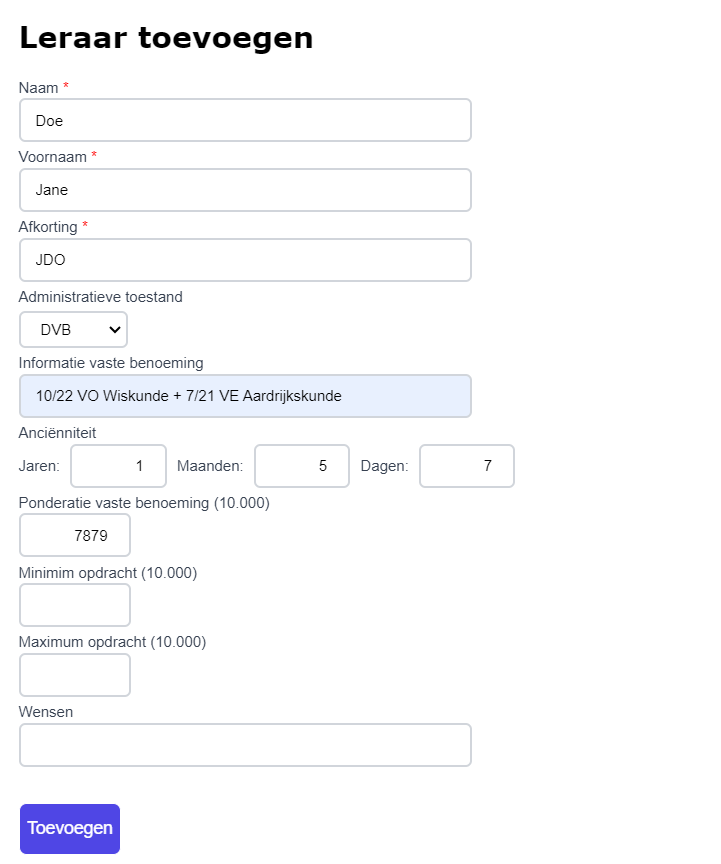 Leraar toevoegen
Naam *
Doe
Voornaam *
Jane
Afkorting *
JDO
Administratieve toestand
DVB
Informatie vaste benoeming
10/22 VO Wiskunde + 7/21 VE Aardrijkskunde
Anciënniteit
Jaren: 1 Maanden: 5 Dagen: 7
Ponderatie vaste benoeming (10.000)
7879
Minimim opdracht (10.000)
Maximum opdracht (10.000)
Wensen
Toevoegen